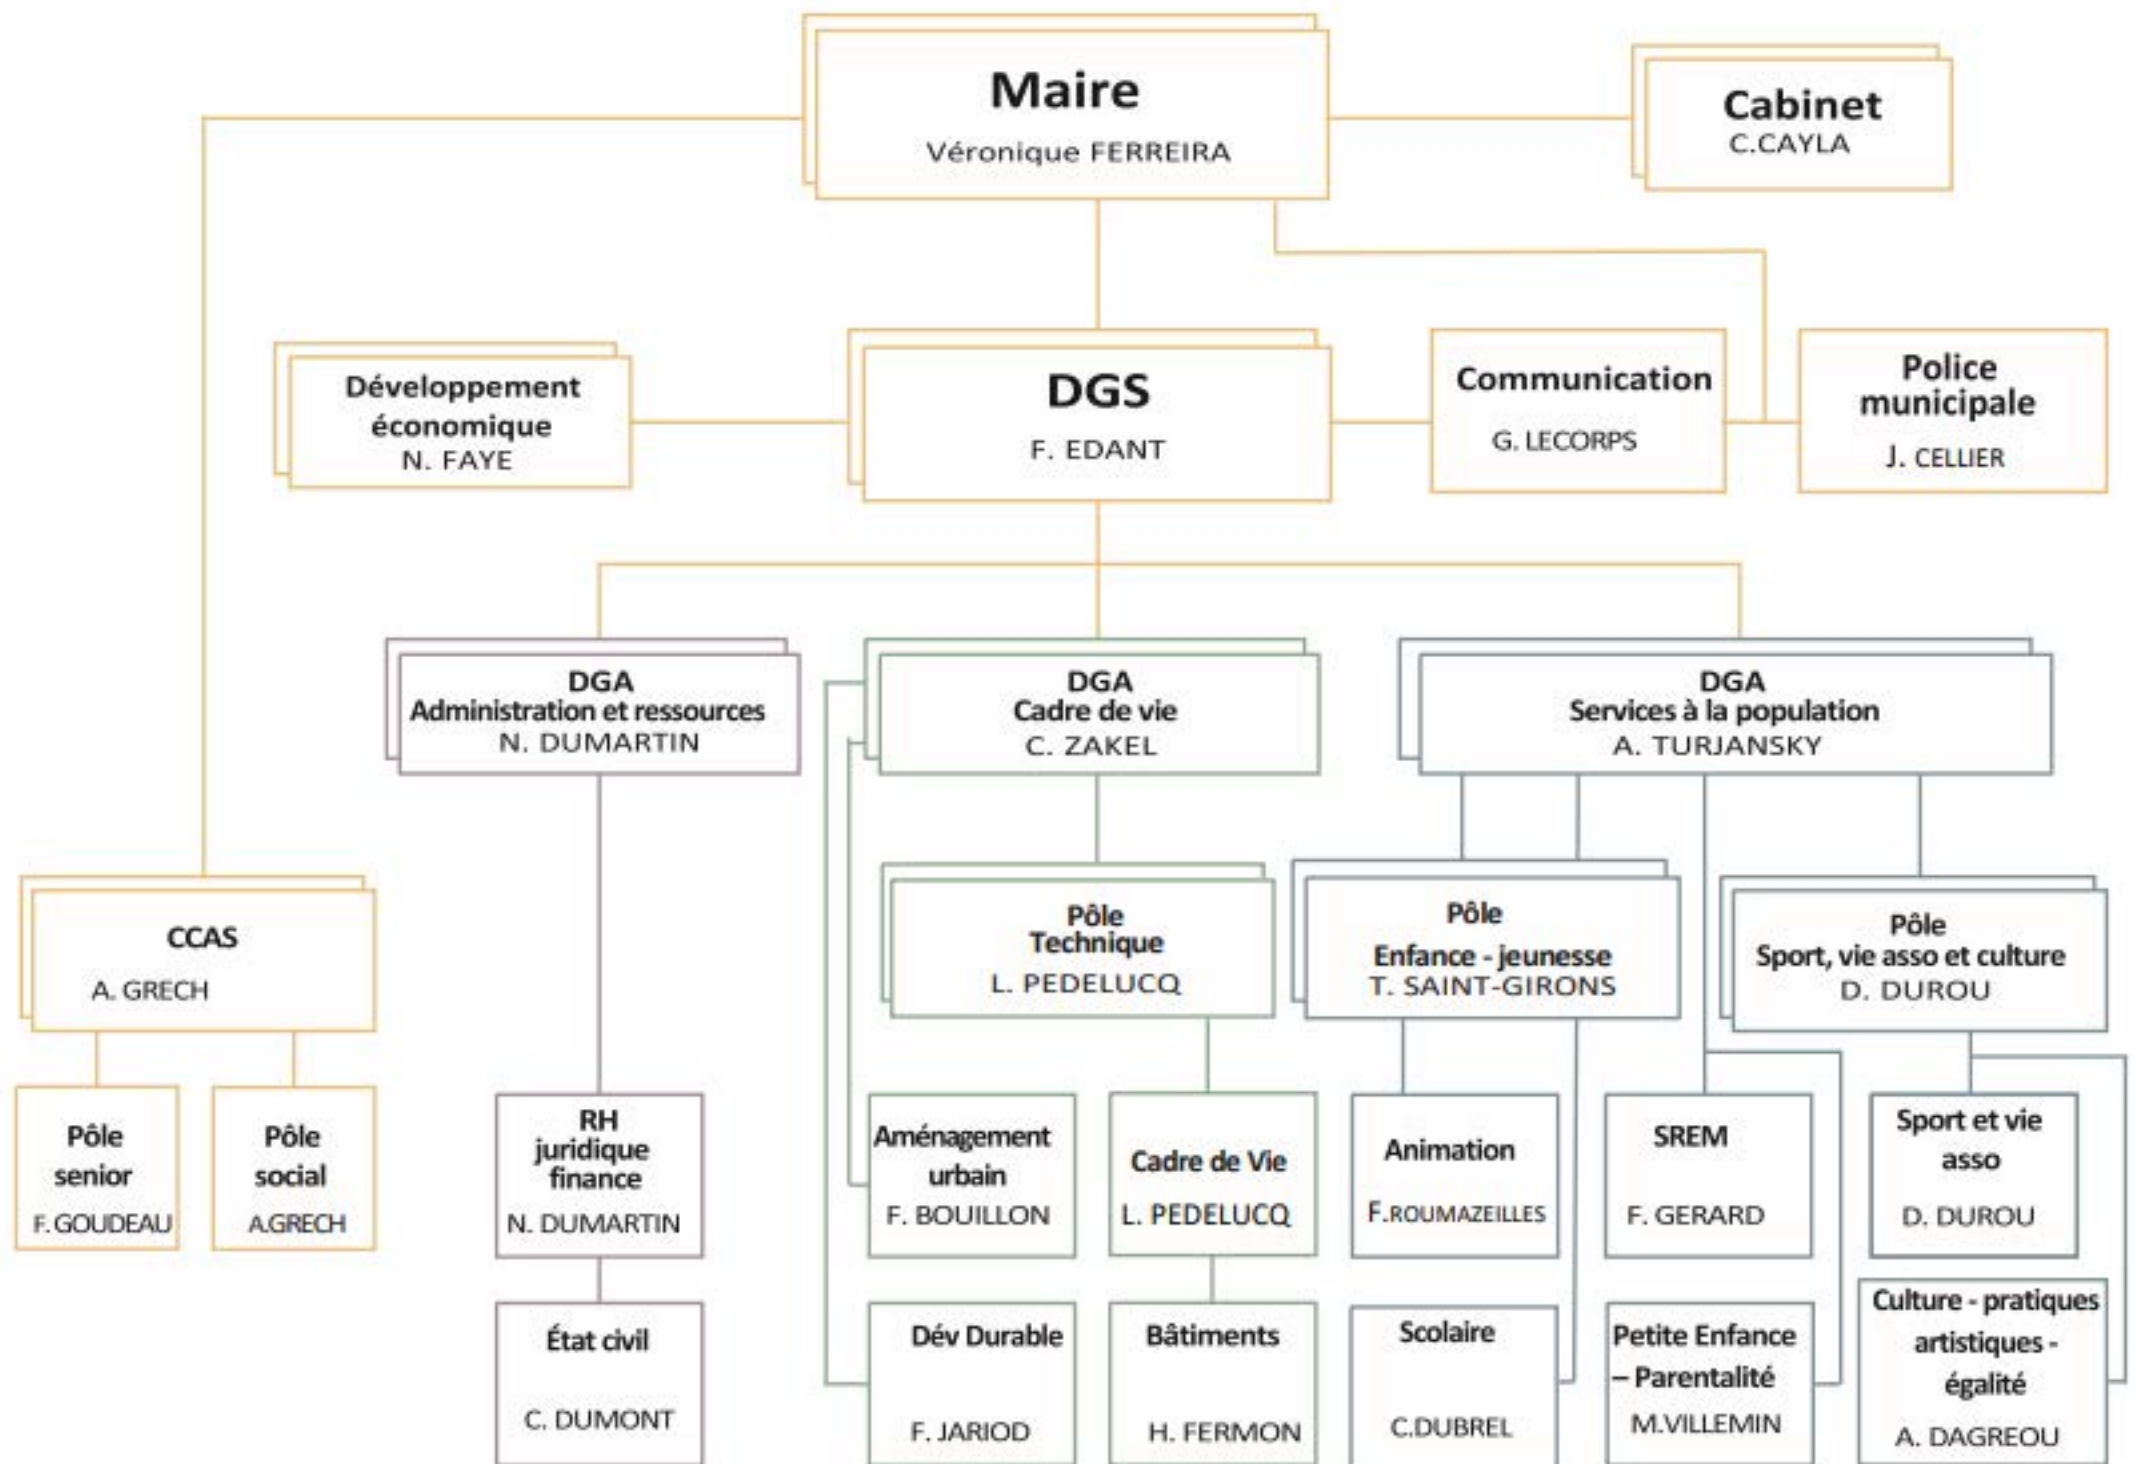 Maire
Véronique FERREIRA
Cabinet
C.CAYLA
Développement
économique
N. FAYE
DGS
F. EDANT
Communication
G. LECORPS
Police
municipale
J. CELLIER
DGA
Administration et ressources
N. DUMARTIN
DGA
Cadre de vie
C. ZAKEL
DGA
Services à la population
A. TURJANSKY
CCAS
A. GRECH
Pôle
Technique
L. PEDELUCQ
Pôle
Enfance - jeunesse
T. SAINT-GIRONS
Pôle
Sport, vie asso et culture
D. DUROU
Pôle
senior
F. GOUDEAU
Pôle
social
A.GRECH
RH
juridique
finance
N. DUMARTIN
Aménagement
urbain
F. BOUILLON
Cadre de Vie
L. PEDELUCQ
Animation
F.ROUMAZEILLES
SREM
F. GERARD
Sport et vie
asso
D. DUROU
État civil
C. DUMONT
Dév Durable
F. JARIOD
Bâtiments
H. FERMON
Scolaire
C.DUBREL
Petite Enfance
– Parentalité
M.VILLEMIN
Culture - pratiques
artistiques -
égalité
A. DAGREOU